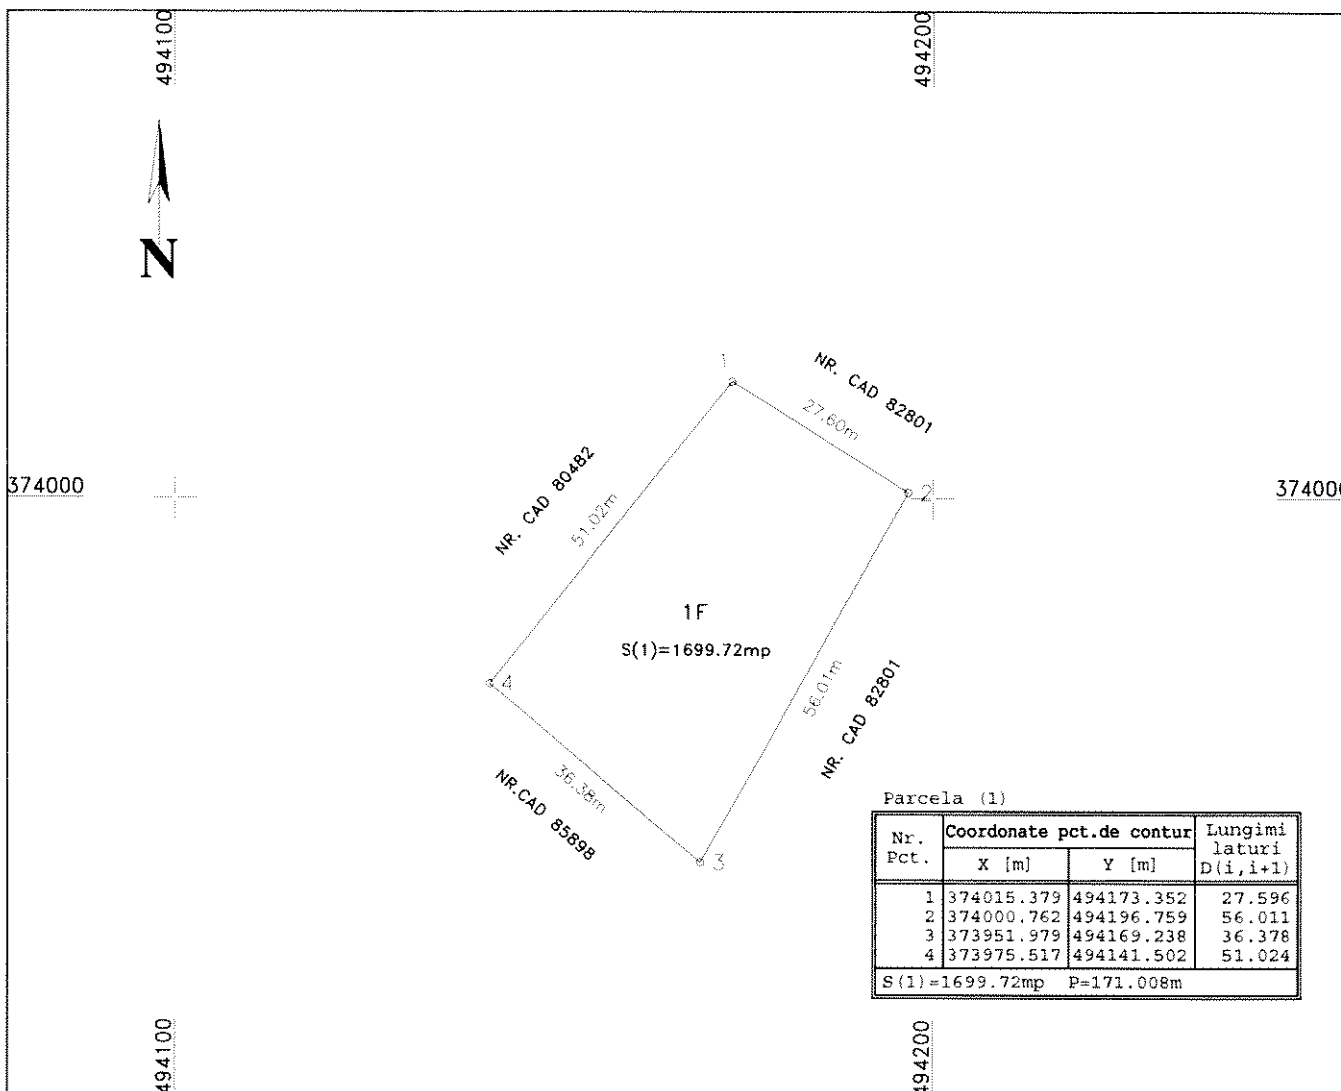 494100
494200
N
1
NR. CAD 82801
27.60m
NR. CAD 80482
51.02m
374000
374000
2
1F
S(1)=1699.72mp
4
56.01m
NR. CAD 82801
36.38m
NR.CAD 85898
3
Parcela (1)
Nr. Pct. Coordonate pct.de contur Lungimi laturi D(i,i+1)
X [m] Y [m]
1 374015.379 494173.352 27.596
2 374000.762 494196.759 56.011
3 373951.979 494169.238 36.378
4 373975.517 494141.502 51.024
S(1)=1699.72mp P=171.008m
494100
494200